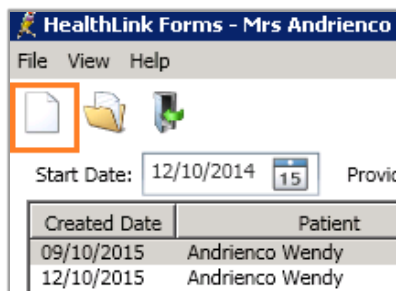 HealthLink Forms - Mrs Andrienco
File View Help
Start Date: 12/10/2014 15
Created Date Patient
09/10/2015 Andrienco Wendy
12/10/2015 Andrienco Wendy